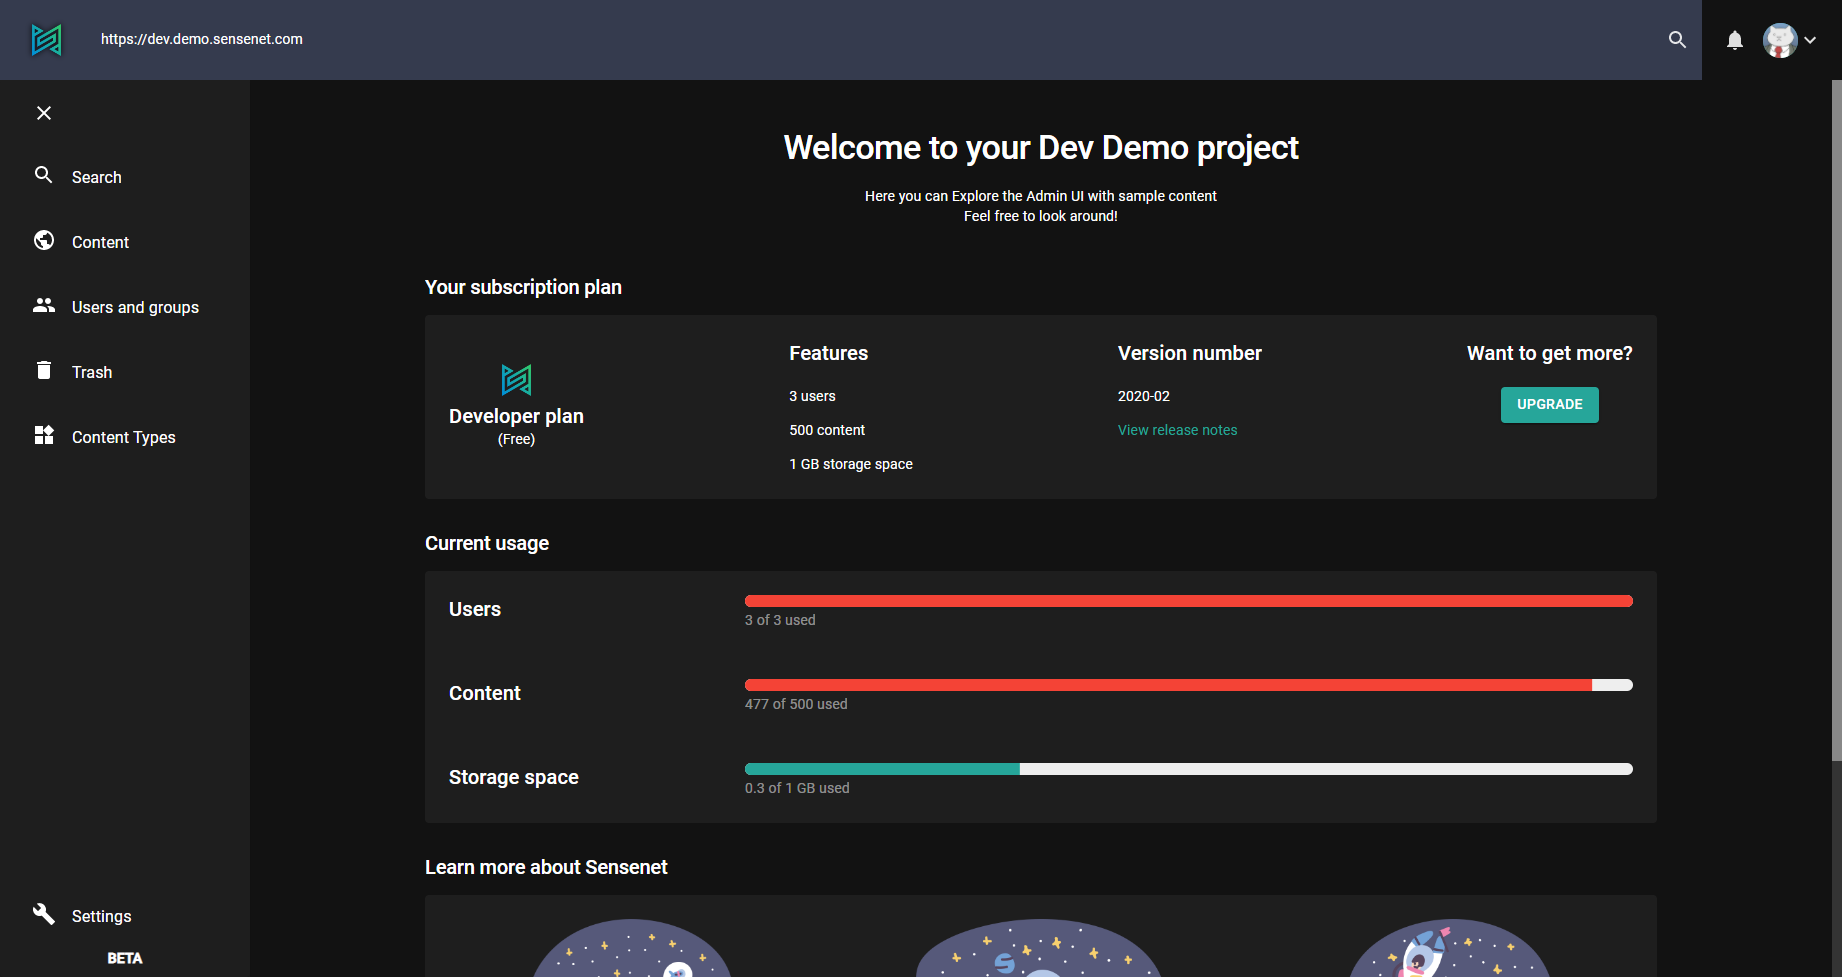 https://dev.demo.sensenet.com
Search
Content
Users and groups
Trash
Content Types
Settings
BETA
Welcome to your Dev Demo project
Here you can Explore the Admin UI with sample content
Feel free to look around!
Your subscription plan
Developer plan
(Free)
Features
3 users
500 content
1 GB storage space
Version number
2020-02
View release notes
Want to get more?
UPGRADE
Current usage
Users
3 of 3 used
Content
477 of 500 used
Storage space
0.3 of 1 GB used
Learn more about Sensenet